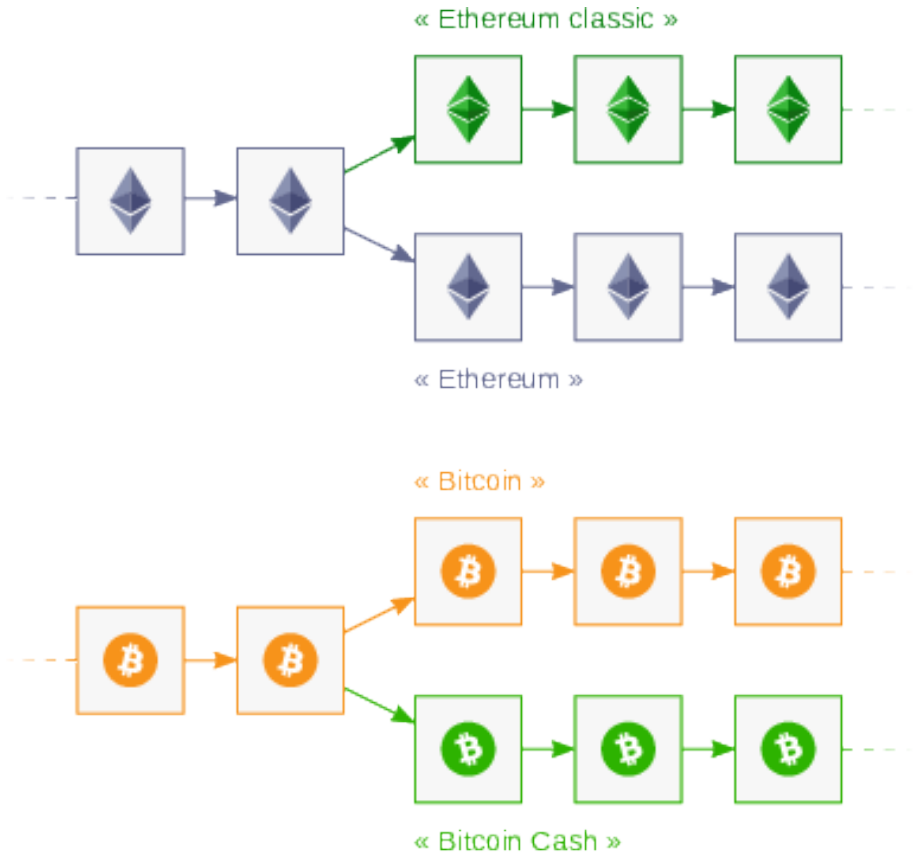 « Ethereum classic »
« Ethereum »
« Bitcoin »
« Bitcoin Cash »